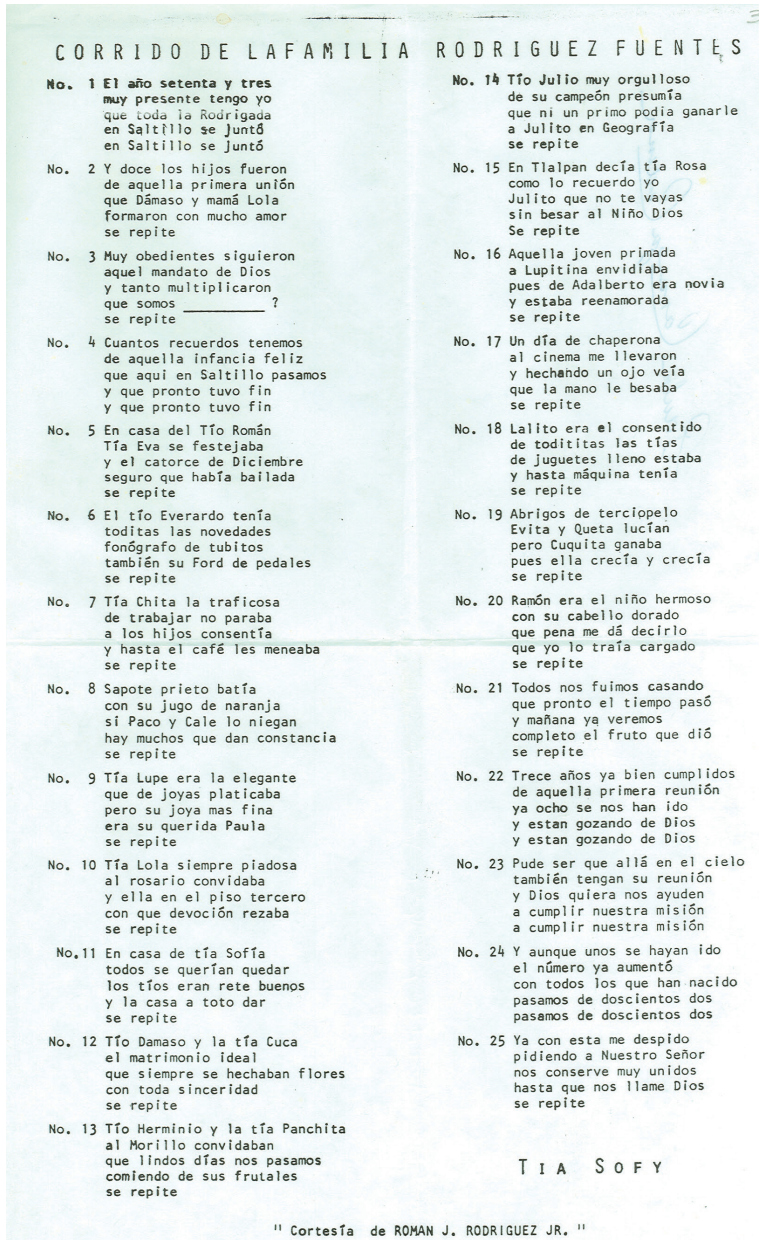 CORRIDO DE LAFAMILIA RODRIGUEZ FUENTES
No. 1 El año setenta y tres
muy presente tengo yo
que toda la Rodrigada
en Saltillo se Juntó
en Saltillo se juntó
No. 2 Y doce los hijos fueron
de aquella primera unión
que Dámaso y mamá Lola
formaron con mucho amor
se repite
No. 3 Muy obedientes siguieron
aquel mandato de Dios
y tanto multiplicaron
que somos __________ ?
se repite
No. 4 Cuantos recuerdos tenemos
de aquella infancia feliz
que aqui en Saltillo pasamos
y que pronto tuvo fin
y que pronto tuvo fin
No. 5 En casa del Tío Román
Tía Eva se festejaba
y el catorce de Diciembre
seguro que había bailada
se repite
No. 6 El tío Everardo tenía
toditas las novedades
fonógrafo de tubitos
también su Ford de pedales
se repite
No. 7 Tía Chita la traficosa
de trabajar no paraba
a los hijos consentía
y hasta el café les meneaba
se repite
No. 8 Sapote prieto batía
con su jugo de naranja
si Paco y Cale lo niegan
hay muchos que dan constancia
se repite
No. 9 Tía Lupe era la elegante
que de joyas platicaba
pero su joya mas fina
era su querida Paula
se repite
No. 10 Tía Lola siempre piadosa
al rosario convidaba
y ella en el piso tercero
con que devoción rezaba
se repite
No.11 En casa de tía Sofía
todos se querían quedar
los tíos eran rete buenos
y la casa a toto dar
se repite
No. 12 Tío Damaso y la tía Cuca
el matrimonio ideal
que siempre se hechaban flores
con toda sinceridad
se repite
No. 13 Tío Herminio y la tía Panchita
al Morillo convidaban
que lindos días nos pasamos
comiendo de sus frutales
se repite
No. 14 Tío Julio muy orgulloso
de su campeón presumía
que ni un primo podía ganarle
a Julito en Geografía
se repite
No. 15 En Tlalpan decía tía Rosa
como lo recuerdo yo
Julito que no te vayas
sin besar al Niño Dios
Se repite
No. 16 Aquella joven primada
a Lupitina envidiaba
pues de Adalberto era novia
y estaba reenamorada
se repite
No. 17 Un día de chaperona
al cinema me llevaron
y hechando un ojo veía
que la mano le besaba
se repite
No. 18 Lalito era el consentido
de todititas las tías
de juguetes lleno estaba
y hasta máquina tenía
se repite
No. 19 Abrigos de terciopelo
Evita y Queta lucían
pero Cuquita ganaba
pues ella crecía y crecía
se repite
No. 20 Ramón era el niño hermoso
con su cabello dorado
que pena me dá decirlo
que yo lo traía cargado
se repite
No. 21 Todos nos fuimos casando
que pronto el tiempo pasó
y mañana ya veremos
completo el fruto que dió
se repite
No. 22 Trece años ya bien cumplidos
de aquella primera reunión
ya ocho se nos han ido
y estan gozando de Dios
y estan gozando de Dios
No. 23 Pude ser que allá en el cielo
también tengan su reunión
y Dios quiera nos ayuden
a cumplir nuestra misión
a cumplir nuestra misión
No. 24 Y aunque unos se hayan ido
el número ya aumentó
con todos los que han nacido
pasamos de doscientos dos
pasamos de doscientos dos
No. 25 Ya con esta me despido
pidiendo a Nuestro Señor
nos conserve muy unidos
hasta que nos llame Dios
se repite
TIA SOFY
" Cortesía de ROMAN J. RODRIGUEZ JR. "